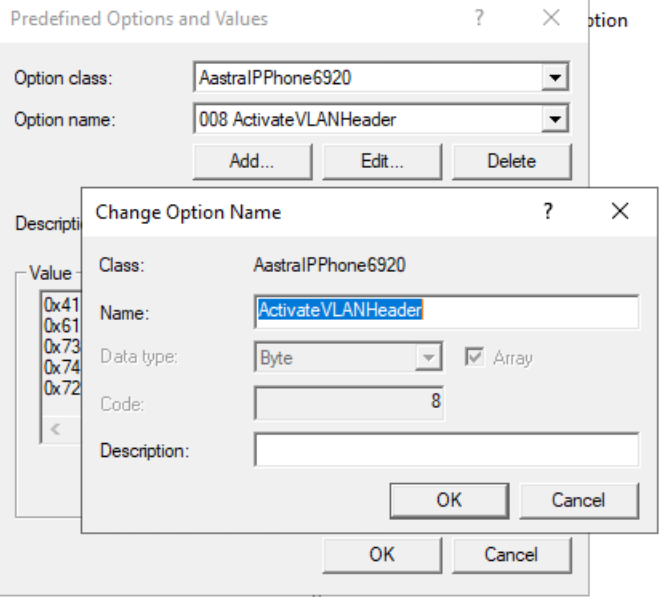 Predefined Options and Values ?
ption
Option class: AastraIPPhone6920
Option name: 008 ActivateVLANHeader
Add... Edit... Delete
Descripti
Value
0x41
0x61
0x73
0x74
0x72
Change Option Name ?
Class: AastraIPPhone6920
Name: ActivateVLANHeader
Data type: Byte Array
Code: 8
Description:
OK Cancel
OK Cancel